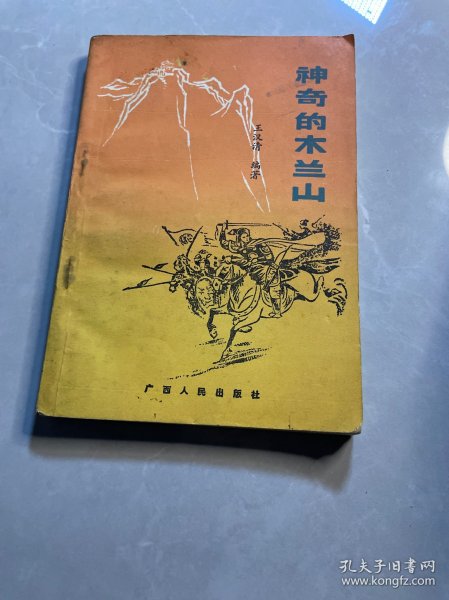 神奇的木兰山
王汉清 编著
广西人民出版社
孔夫子旧书网
www.kongfz.com